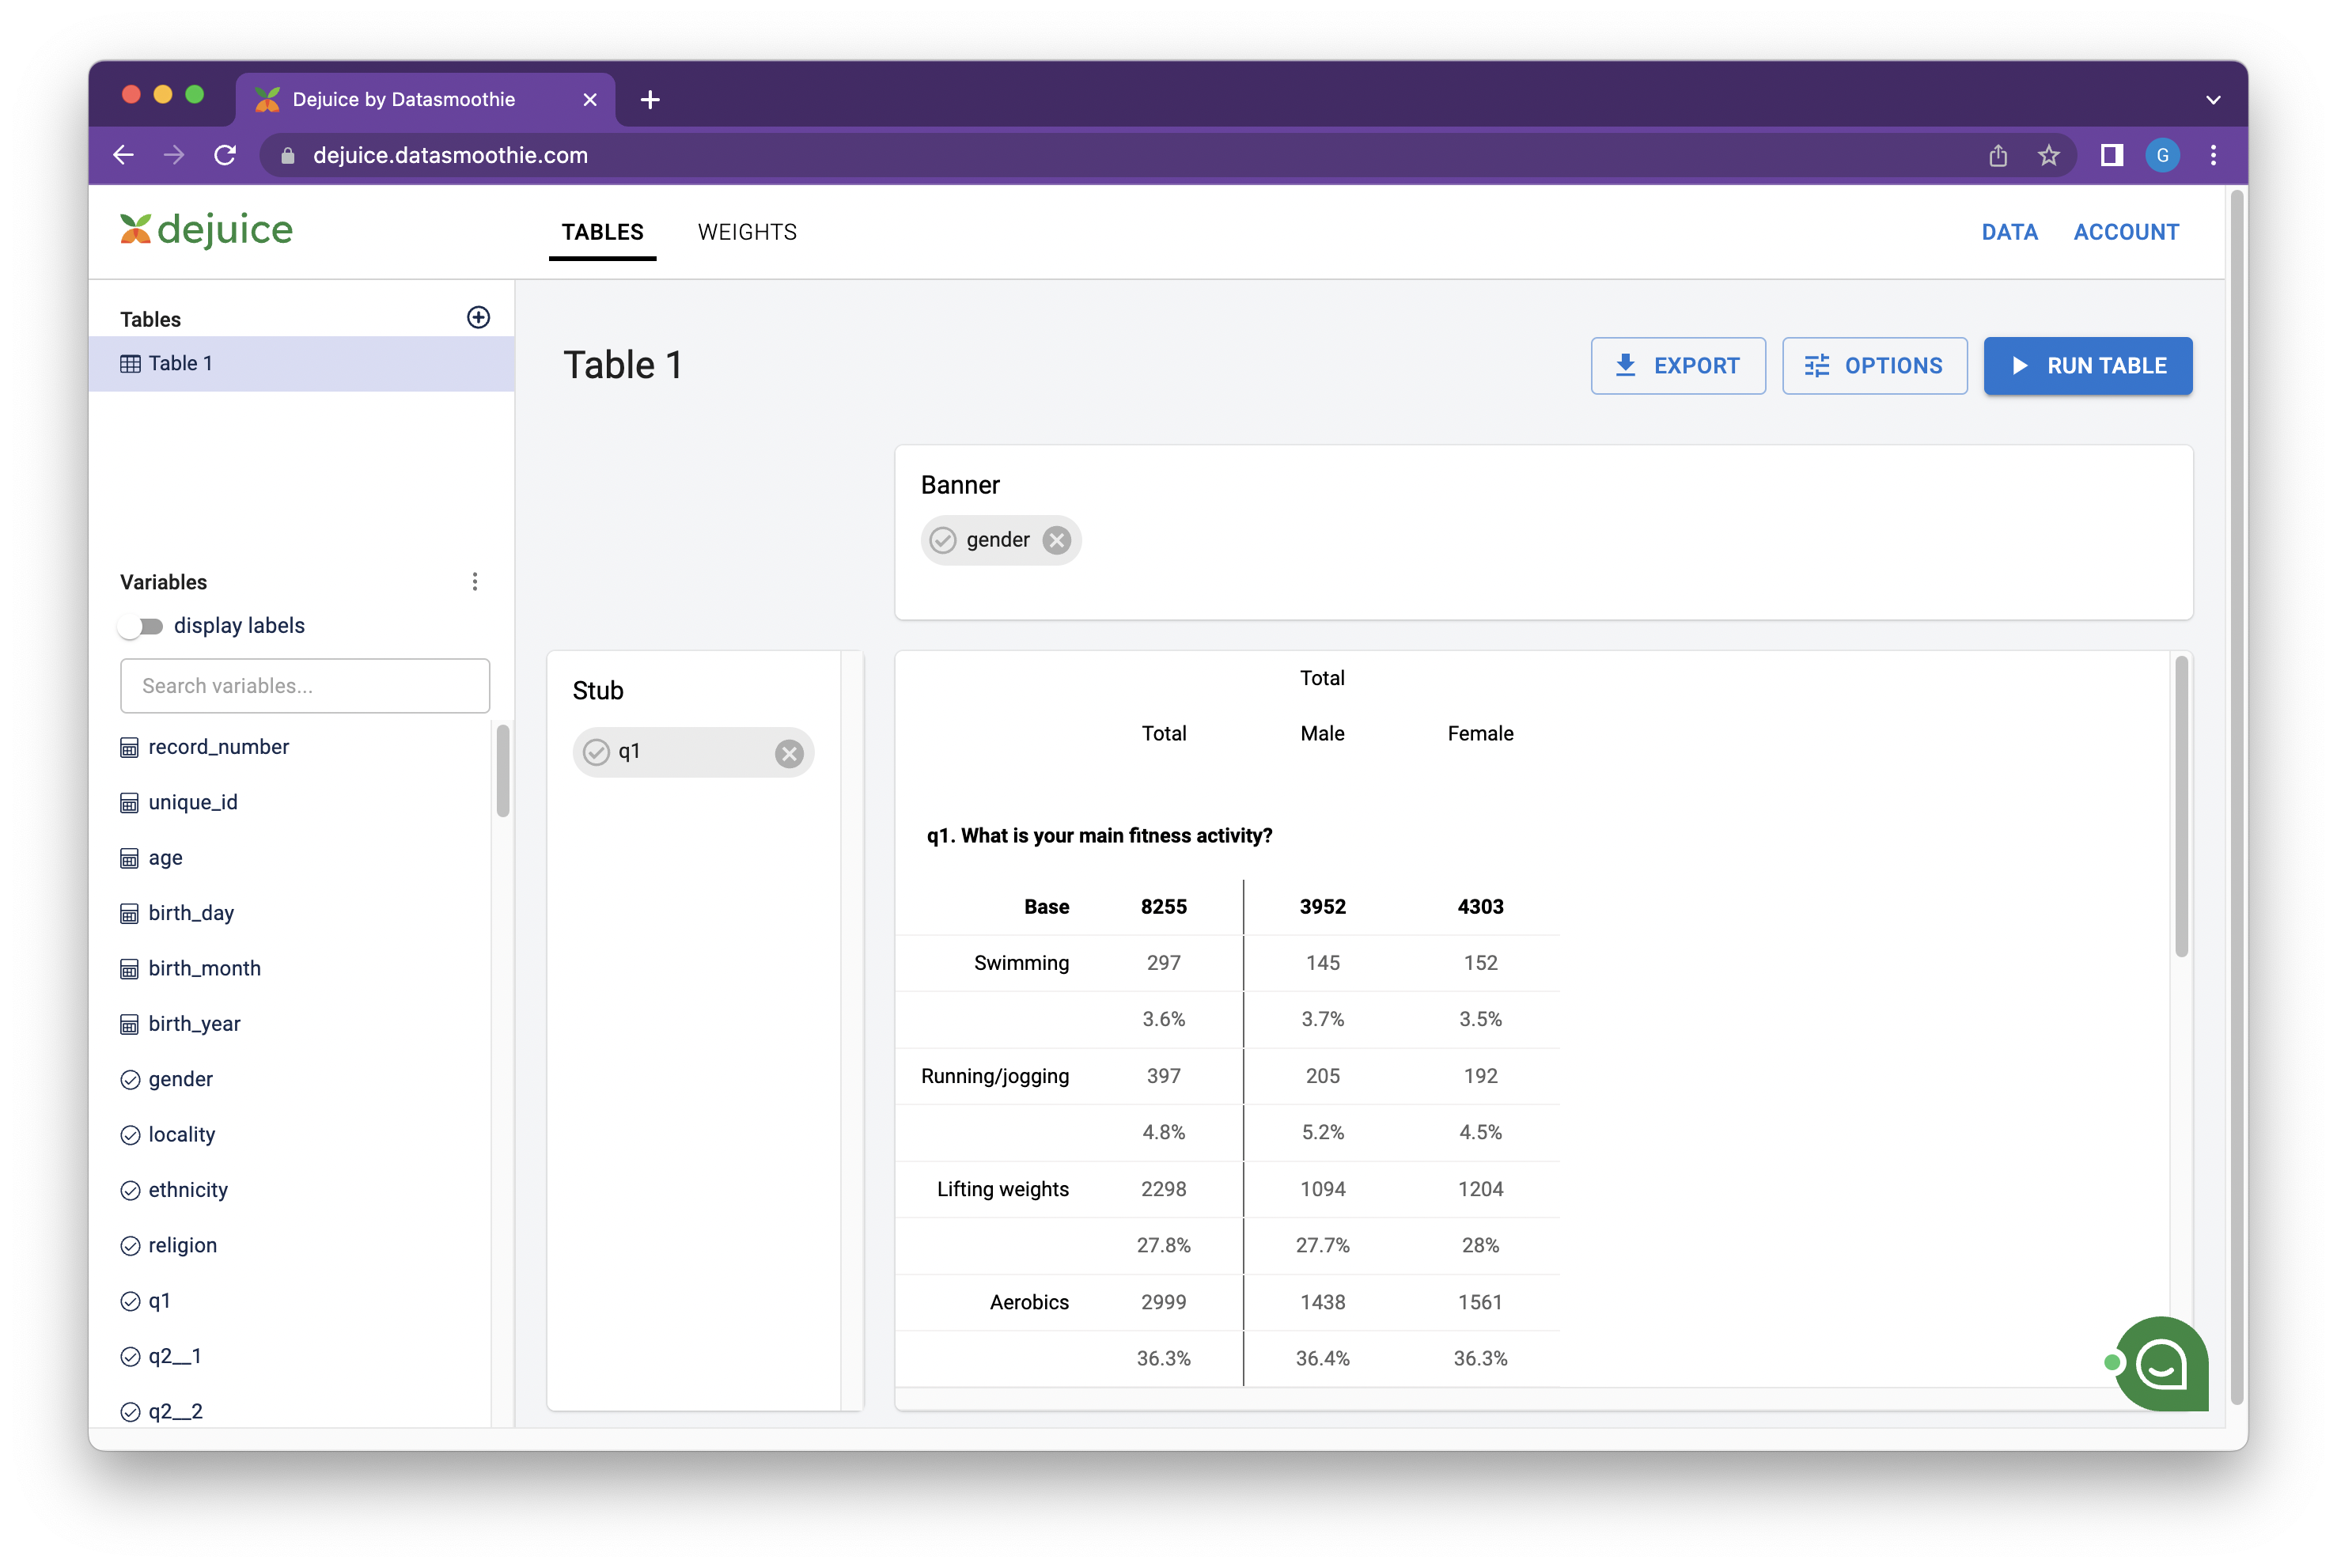 Dejuice by Datasmoothie
dejuice.datasmoothie.com
G
dejuice
TABLES WEIGHTS
DATA ACCOUNT
Tables
Table 1
Variables
display labels
Search variables...
record_number
unique_id
age
birth_day
birth_month
birth_year
gender
locality
ethnicity
religion
q1
q2__1
q2__2
Table 1
EXPORT OPTIONS RUN TABLE
Banner
gender
Stub
q1
Total
Total Male Female
q1. What is your main fitness activity?
Base 8255 3952 4303
Swimming 297 145 152
3.6% 3.7% 3.5%
Running/jogging 397 205 192
4.8% 5.2% 4.5%
Lifting weights 2298 1094 1204
27.8% 27.7% 28%
Aerobics 2999 1438 1561
36.3% 36.4% 36.3%